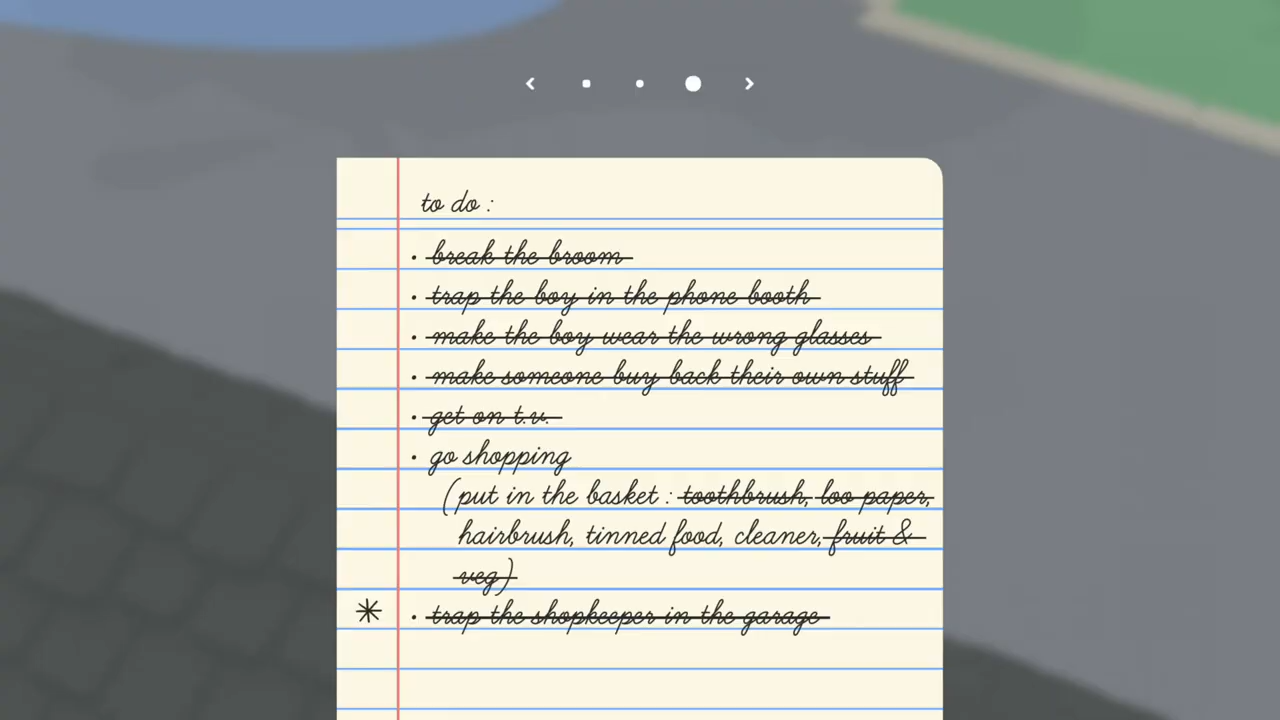 to do :
· break the broom
· trap the boy in the phone booth
· make the boy wear the wrong glasses
· make someone buy back their own stuff
· get on t.v.
· go shopping
(put in the basket : toothbrush, loo paper,
hairbrush, tinned food, cleaner, fruit &
veg)
· trap the shopkeeper in the garage